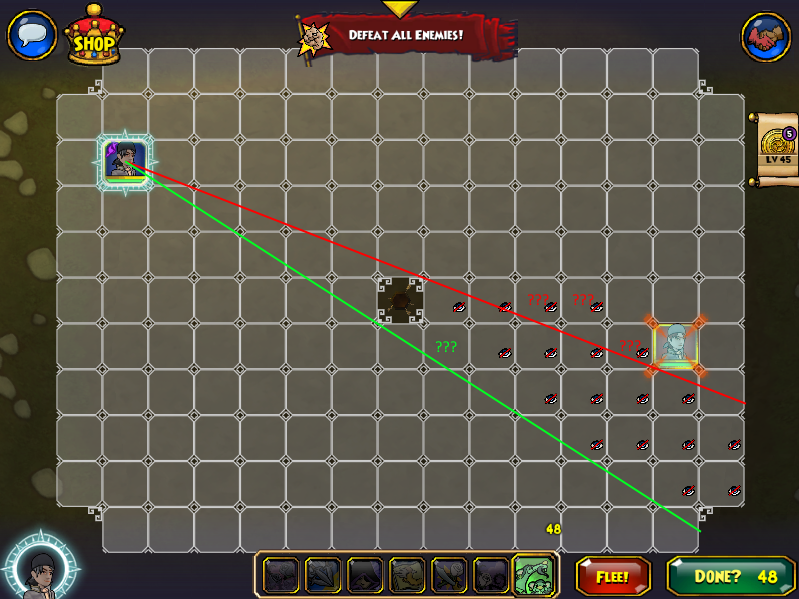 DEFEAT ALL ENEMIES!
SHOP
5
LV 45
???
???
???
???
48
FLEE!
DONE? 48